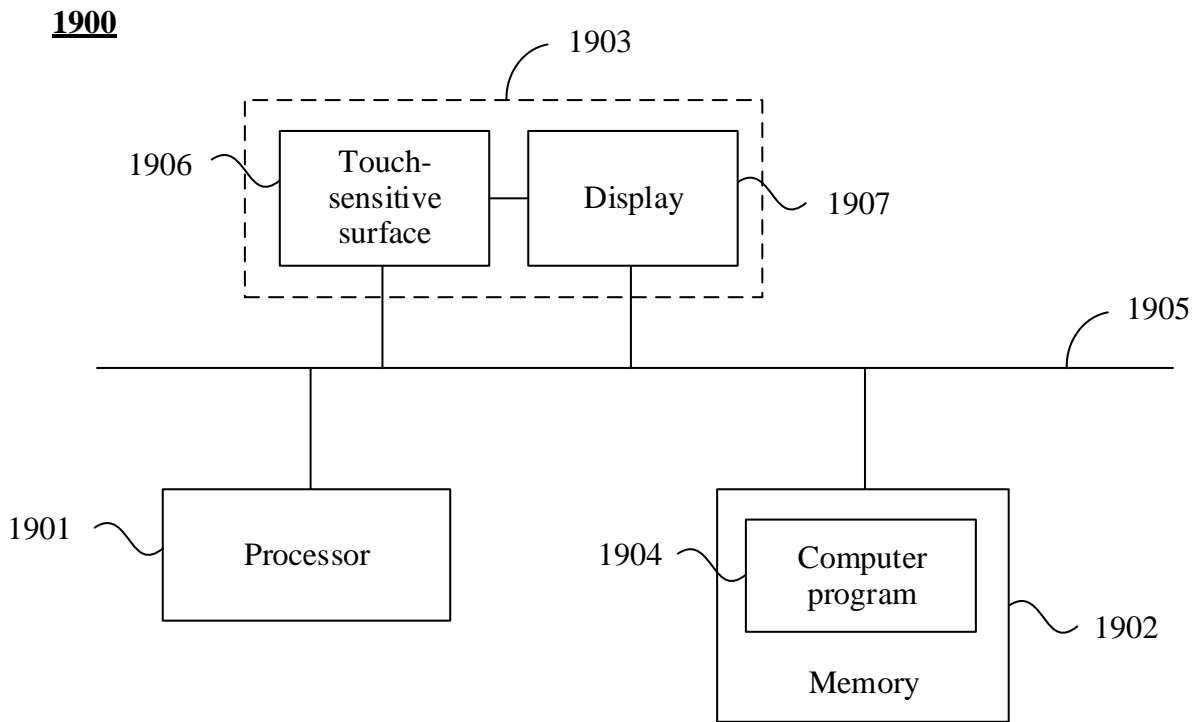 1900
1903
1906
Touch-
sensitive
surface
Display
1907
1905
1901
Processor
1904
Computer
program
1902
Memory